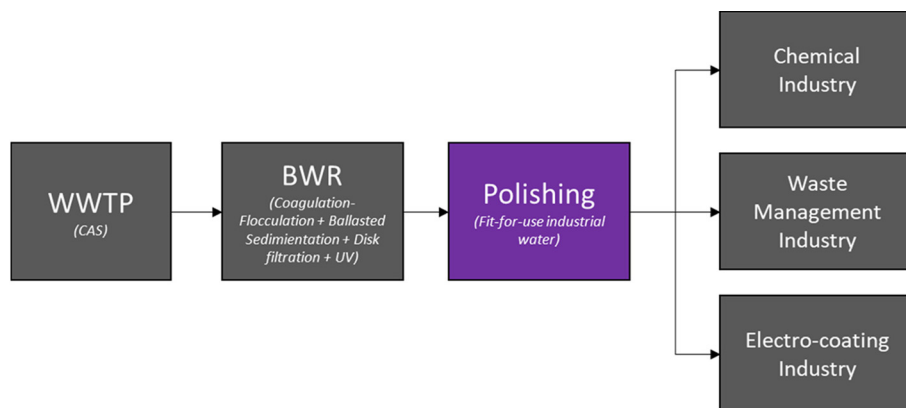 WWTP
(CAS)
BWR
(Coagulation-
Flocculation + Ballasted
Sedimientation + Disk
filtration + UV)
Polishing
(Fit-for-use industrial
water)
Chemical
Industry
Waste
Management
Industry
Electro-coating
Industry